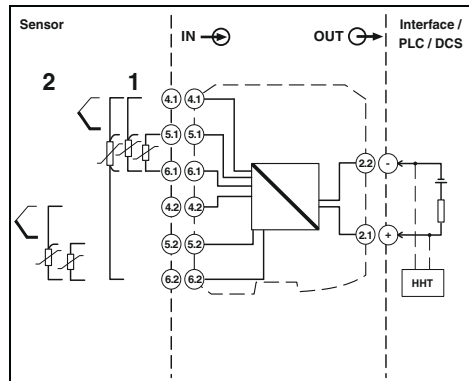 Sensor
IN
OUT
Interface /
PLC / DCS
2 1
4.1 4.1
5.1 5.1
6.1 6.1
2.2 -
4.2 4.2
2.1 +
5.2 5.2
6.2 6.2
HHT